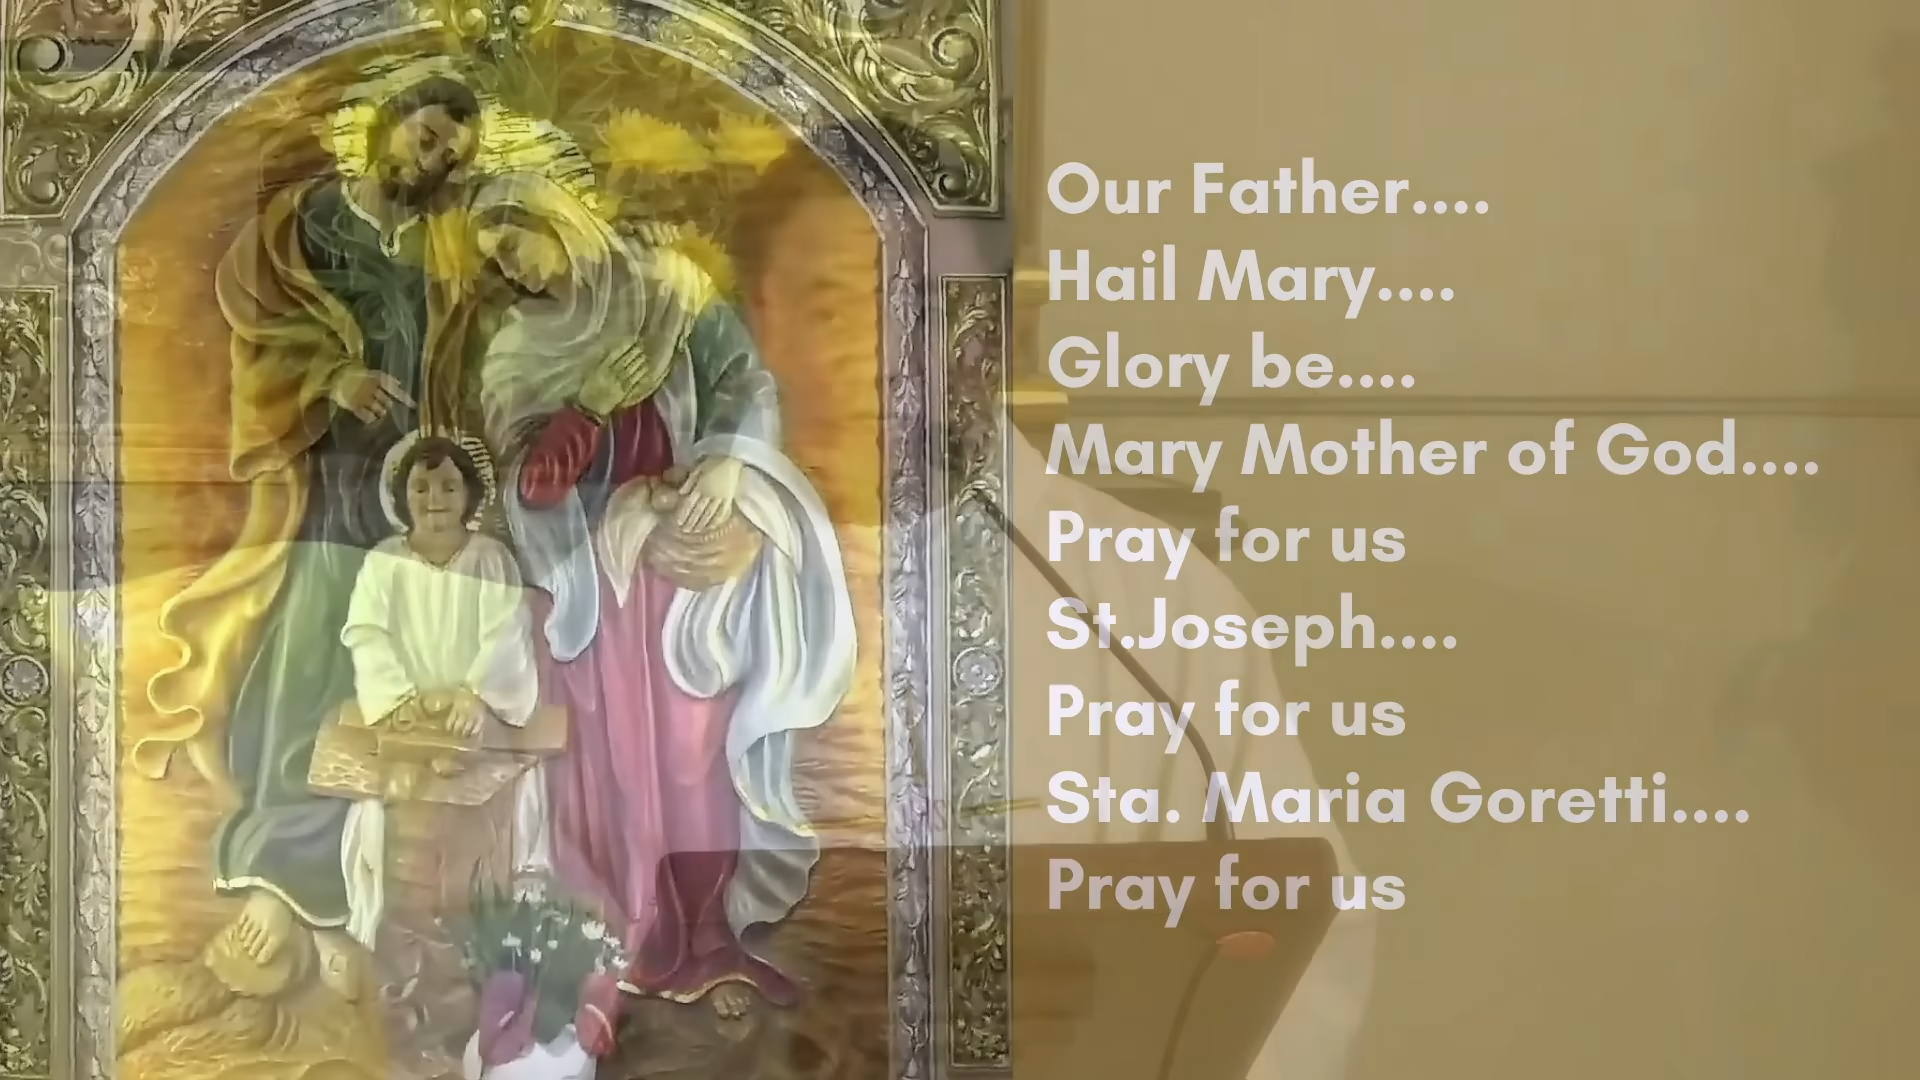 Our Father....
Hail Mary....
Glory be....
Mary Mother of God....
Pray for us
St.Joseph....
Pray for us
Sta. Maria Goretti....
Pray for us